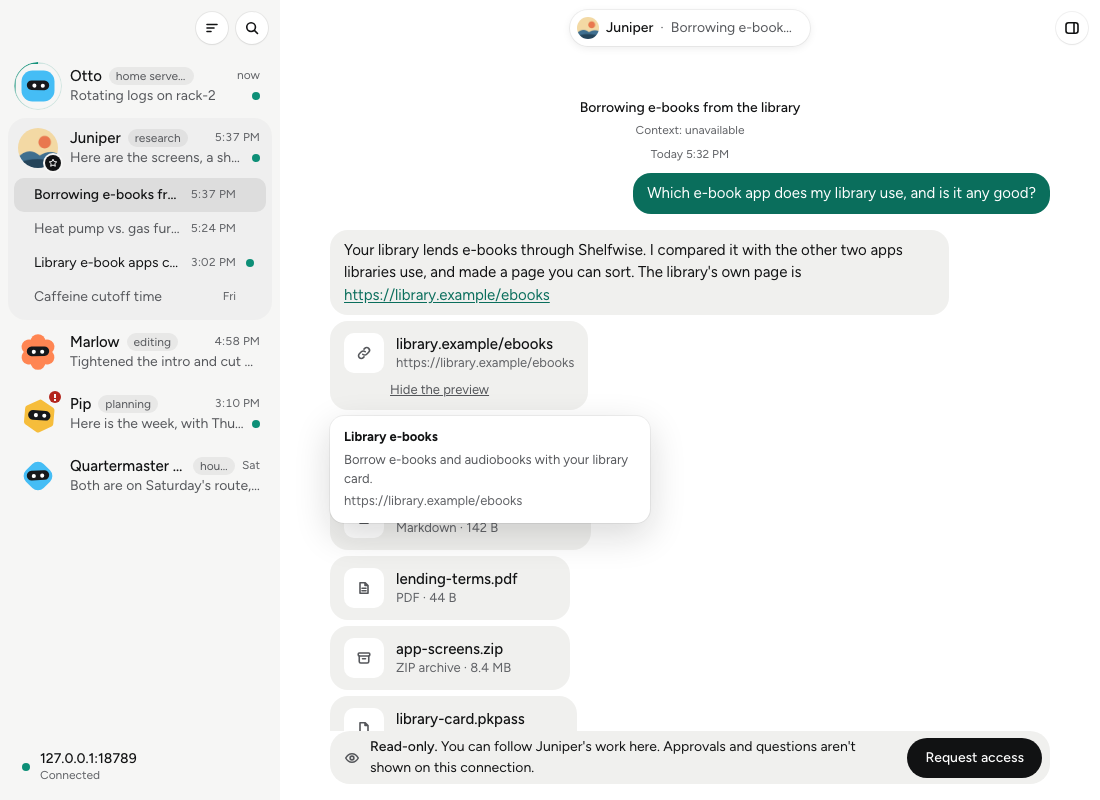 Otto
home serve...
now
Rotating logs on rack-2
Juniper
research
5:37 PM
Here are the screens, a sh...
Borrowing e-books fr...
5:37 PM
Heat pump vs. gas fur...
5:24 PM
Library e-book apps c...
3:02 PM
Caffeine cutoff time
Fri
Marlow
editing
4:58 PM
Tightened the intro and cut ...
Pip
planning
3:10 PM
Here is the week, with Thu...
Quartermaster ...
hou...
Sat
Both are on Saturday's route,...
127.0.0.1:18789
Connected
Juniper · Borrowing e-book...
Borrowing e-books from the library
Context: unavailable
Today 5:32 PM
Which e-book app does my library use, and is it any good?
Your library lends e-books through Shelfwise. I compared it with the other two apps
libraries use, and made a page you can sort. The library's own page is
https://library.example/ebooks
library.example/ebooks
https://library.example/ebooks
Hide the preview
Library e-books
Borrow e-books and audiobooks with your library
card.
https://library.example/ebooks
Markdown · 142 B
lending-terms.pdf
PDF · 44 B
app-screens.zip
ZIP archive · 8.4 MB
library-card.pkpass
Read-only. You can follow Juniper's work here. Approvals and questions aren't
shown on this connection.
Request access